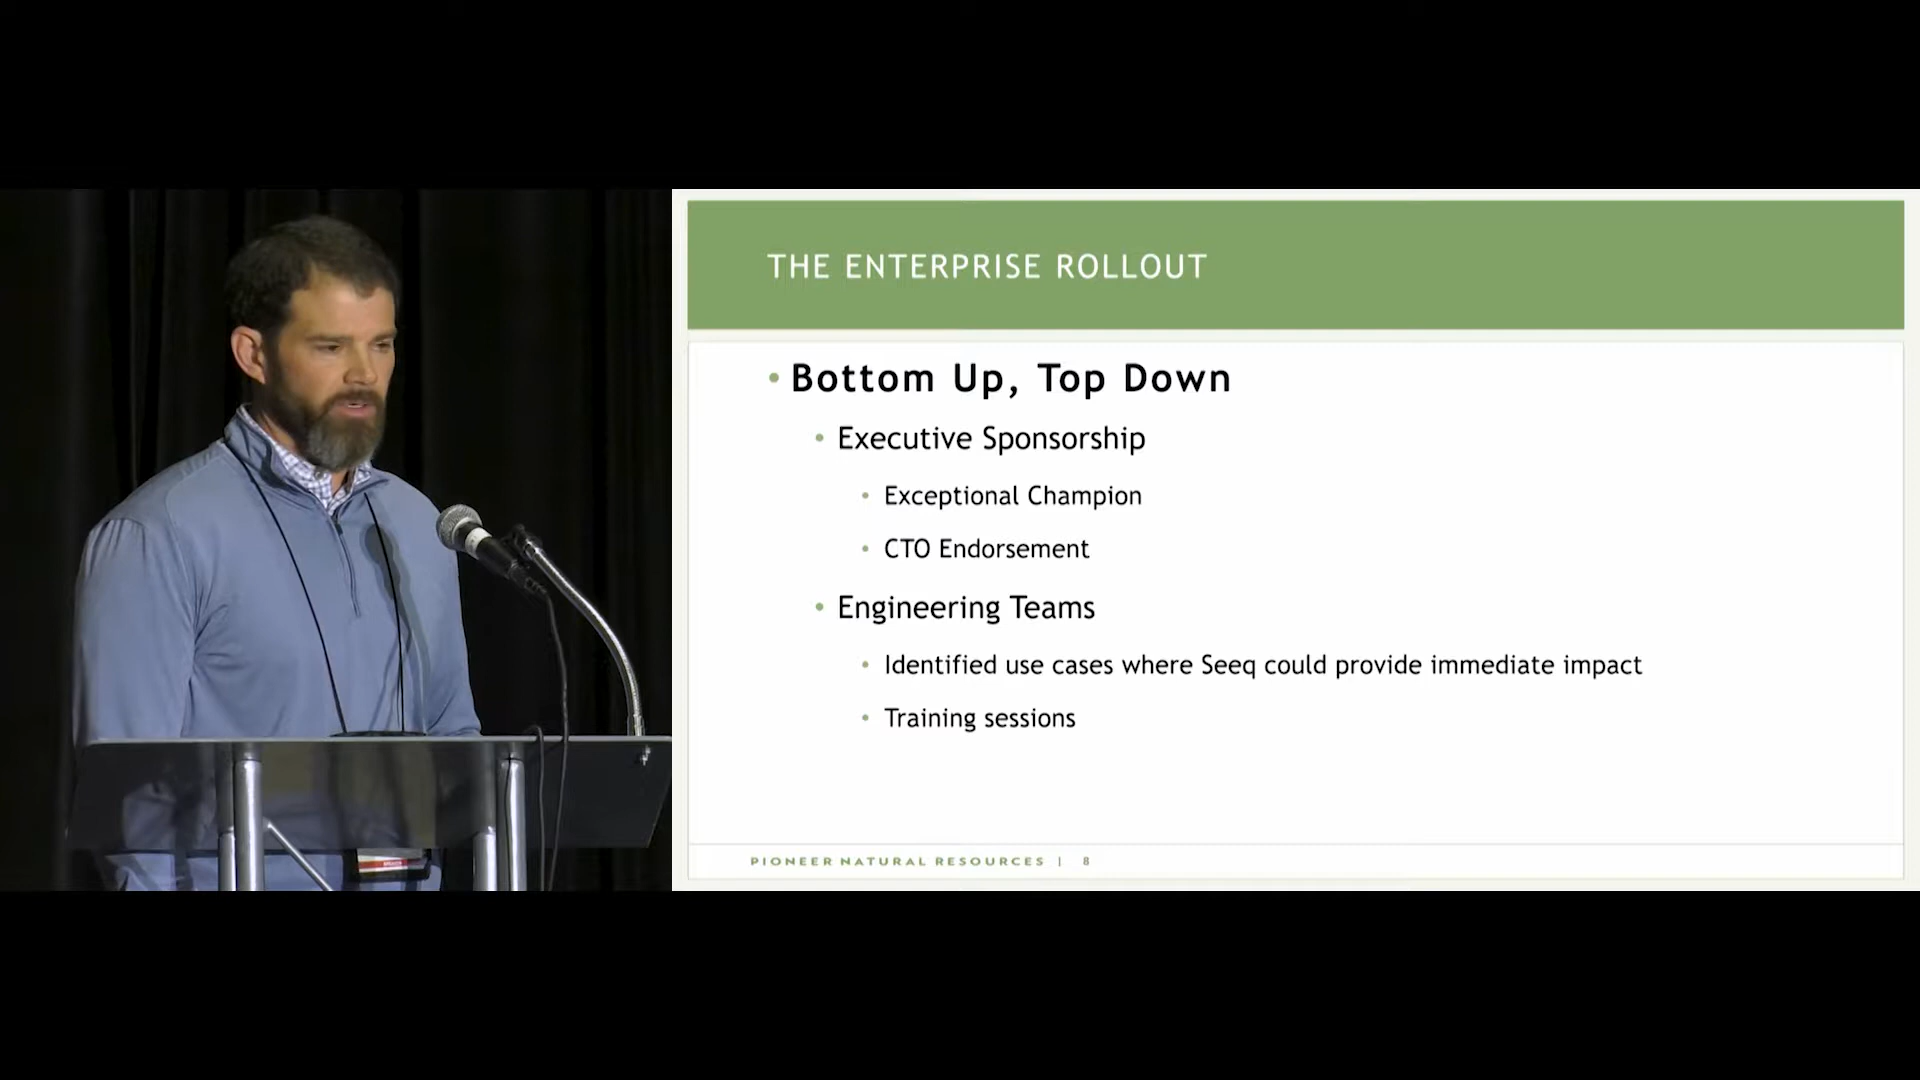 THE ENTERPRISE ROLLOUT
• Bottom Up, Top Down
• Executive Sponsorship
• Exceptional Champion
• CTO Endorsement
• Engineering Teams
• Identified use cases where Seeq could provide immediate impact
• Training sessions
PIONEER NATURAL RESOURCES | 8